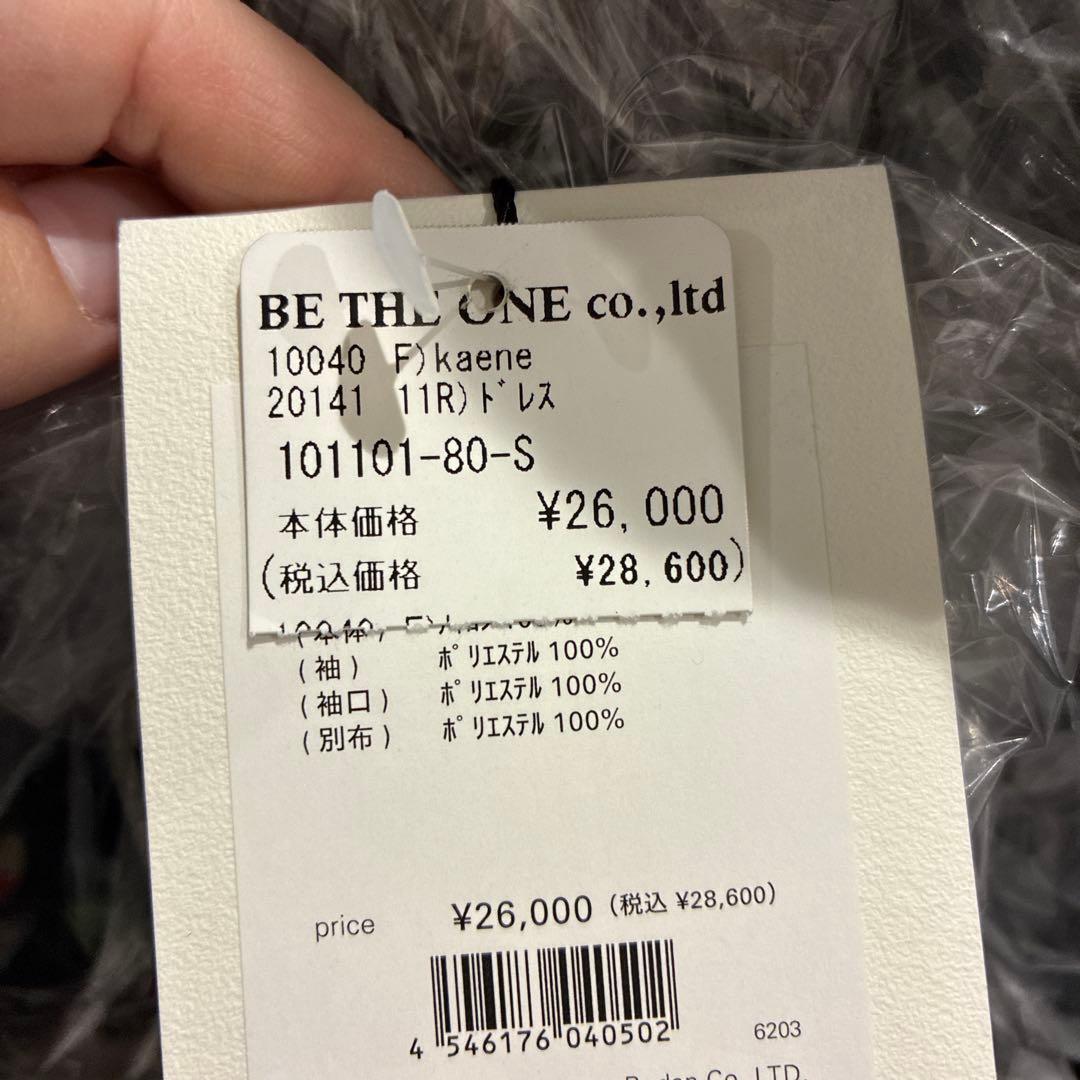 BE THE ONE co.,ltd
10040 F)kaene
20141 11R)ドレス
101101-80-S
本体価格 ¥26,000
(税込価格 ¥28,600)
(袖) ポリエステル 100%
(袖口) ポリエステル 100%
(別布) ポリエステル 100%
price ¥26,000 (税込 ¥28,600)
4 546176 040502
6203
Co.,LTD.